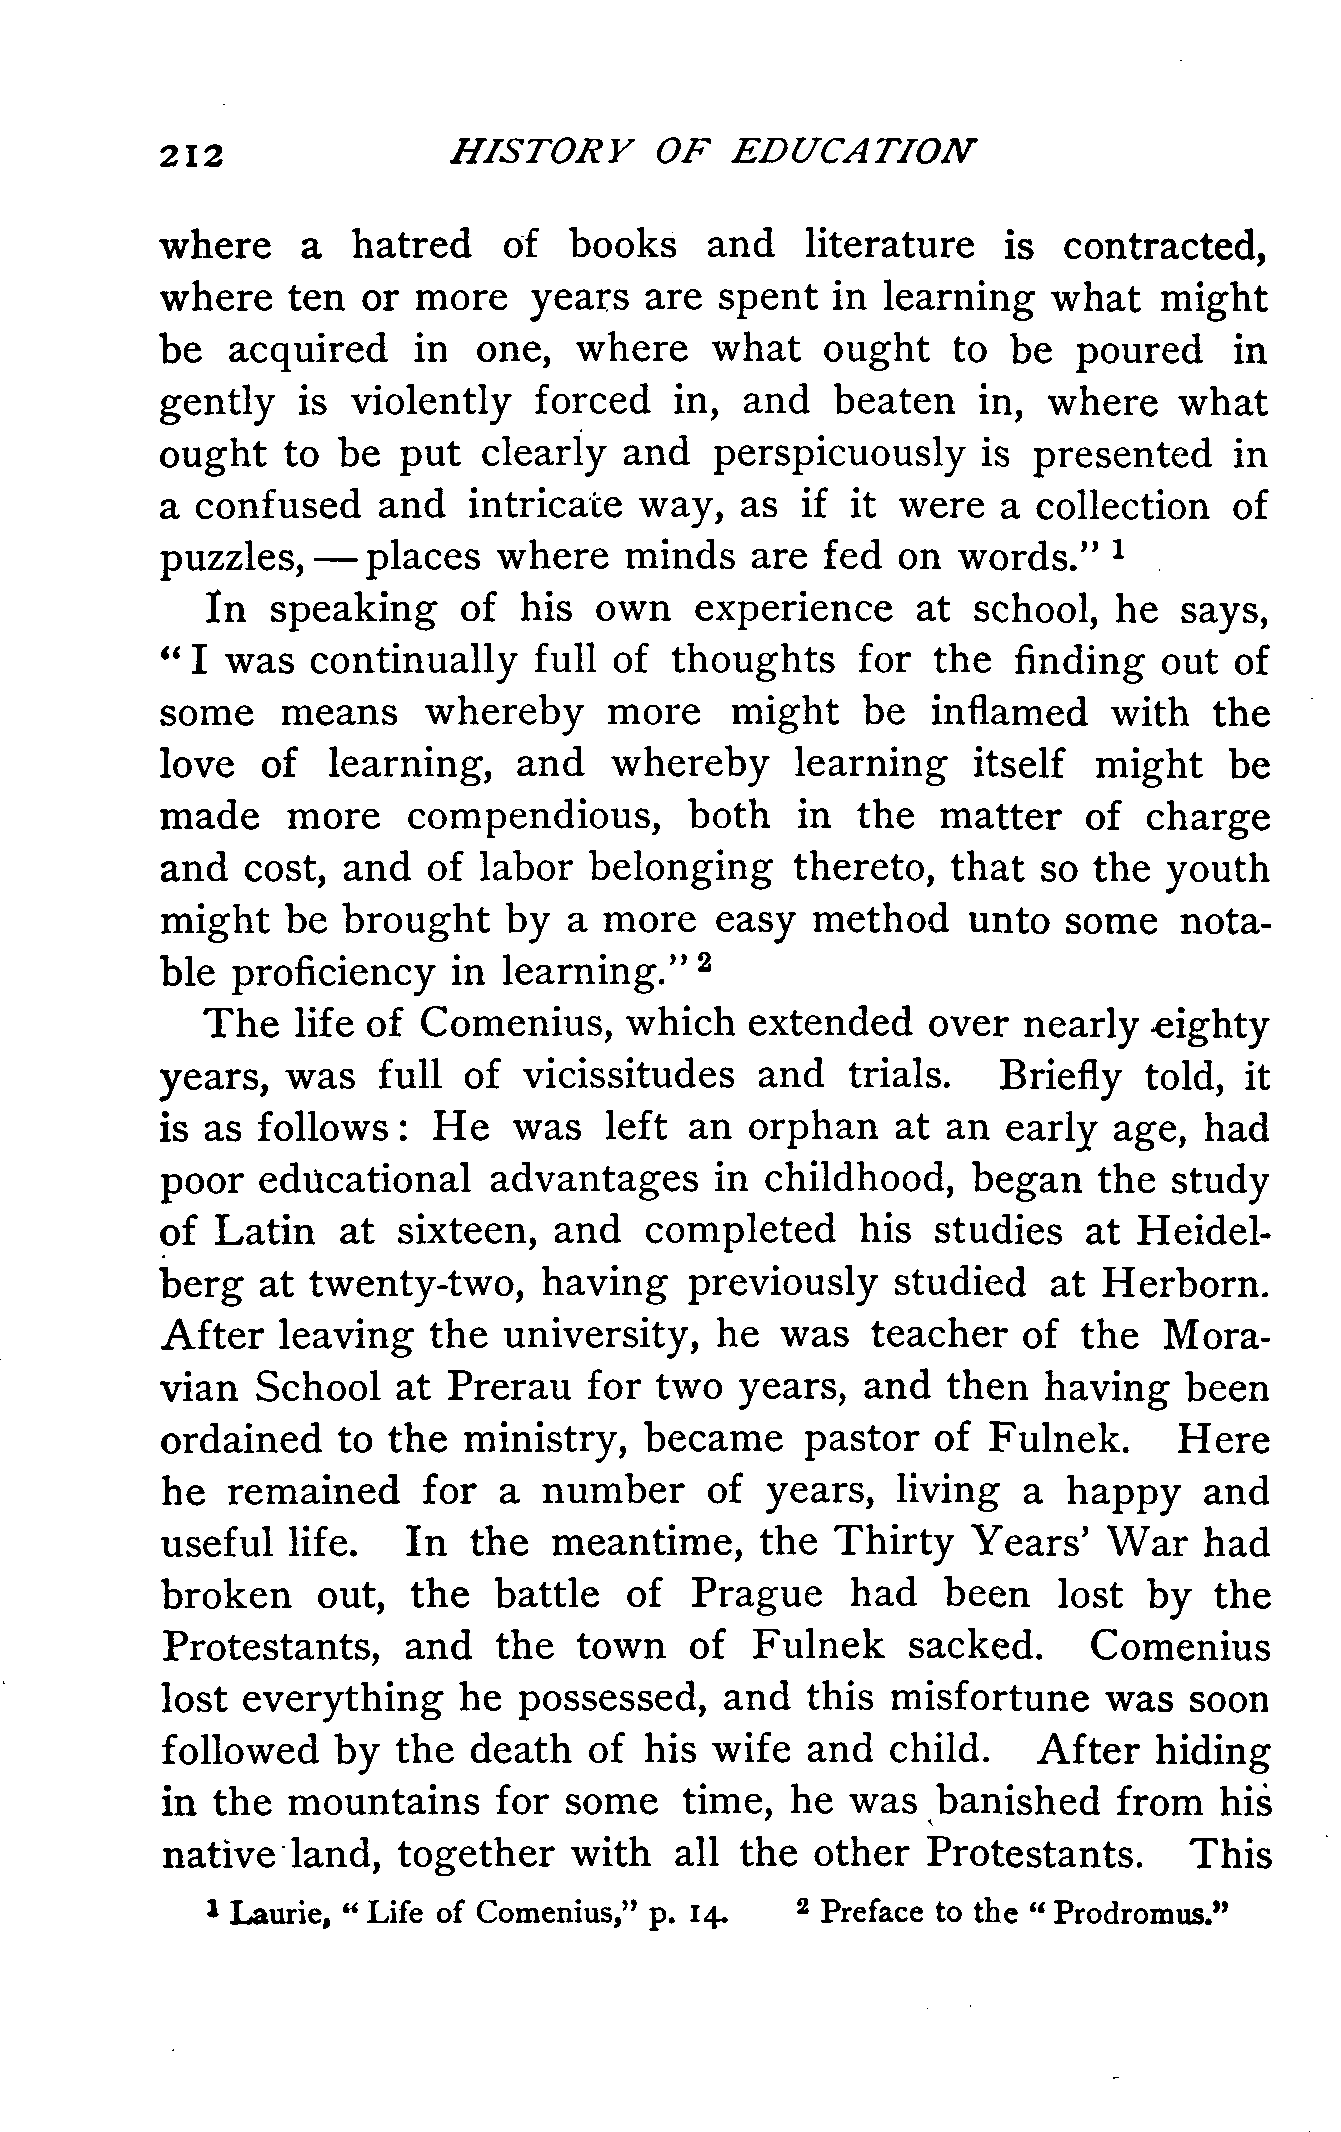 212 HISTORY OF EDUCATION
where a hatred of books and literature is contracted,
where ten or more years are spent in learning what might
be acquired in one, where what ought to be poured in
gently is violently forced in, and beaten in, where what
ought to be put clearly and perspicuously is presented in
a confused and intricate way, as if it were a collection of
puzzles, — places where minds are fed on words." 1
In speaking of his own experience at school, he says,
"I was continually full of thoughts for the finding out of
some means whereby more might be inflamed with the
love of learning, and whereby learning itself might be
made more compendious, both in the matter of charge
and cost, and of labor belonging thereto, that so the youth
might be brought by a more easy method unto some nota-
ble proficiency in learning." 2
The life of Comenius, which extended over nearly eighty
years, was full of vicissitudes and trials. Briefly told, it
is as follows: He was left an orphan at an early age, had
poor educational advantages in childhood, began the study
of Latin at sixteen, and completed his studies at Heidel-
berg at twenty-two, having previously studied at Herborn.
After leaving the university, he was teacher of the Mora-
vian School at Prerau for two years, and then having been
ordained to the ministry, became pastor of Fulnek. Here
he remained for a number of years, living a happy and
useful life. In the meantime, the Thirty Years' War had
broken out, the battle of Prague had been lost by the
Protestants, and the town of Fulnek sacked. Comenius
lost everything he possessed, and this misfortune was soon
followed by the death of his wife and child. After hiding
in the mountains for some time, he was banished from his
native land, together with all the other Protestants. This
1 Laurie, "Life of Comenius," p. 14. 2 Preface to the "Prodromus."